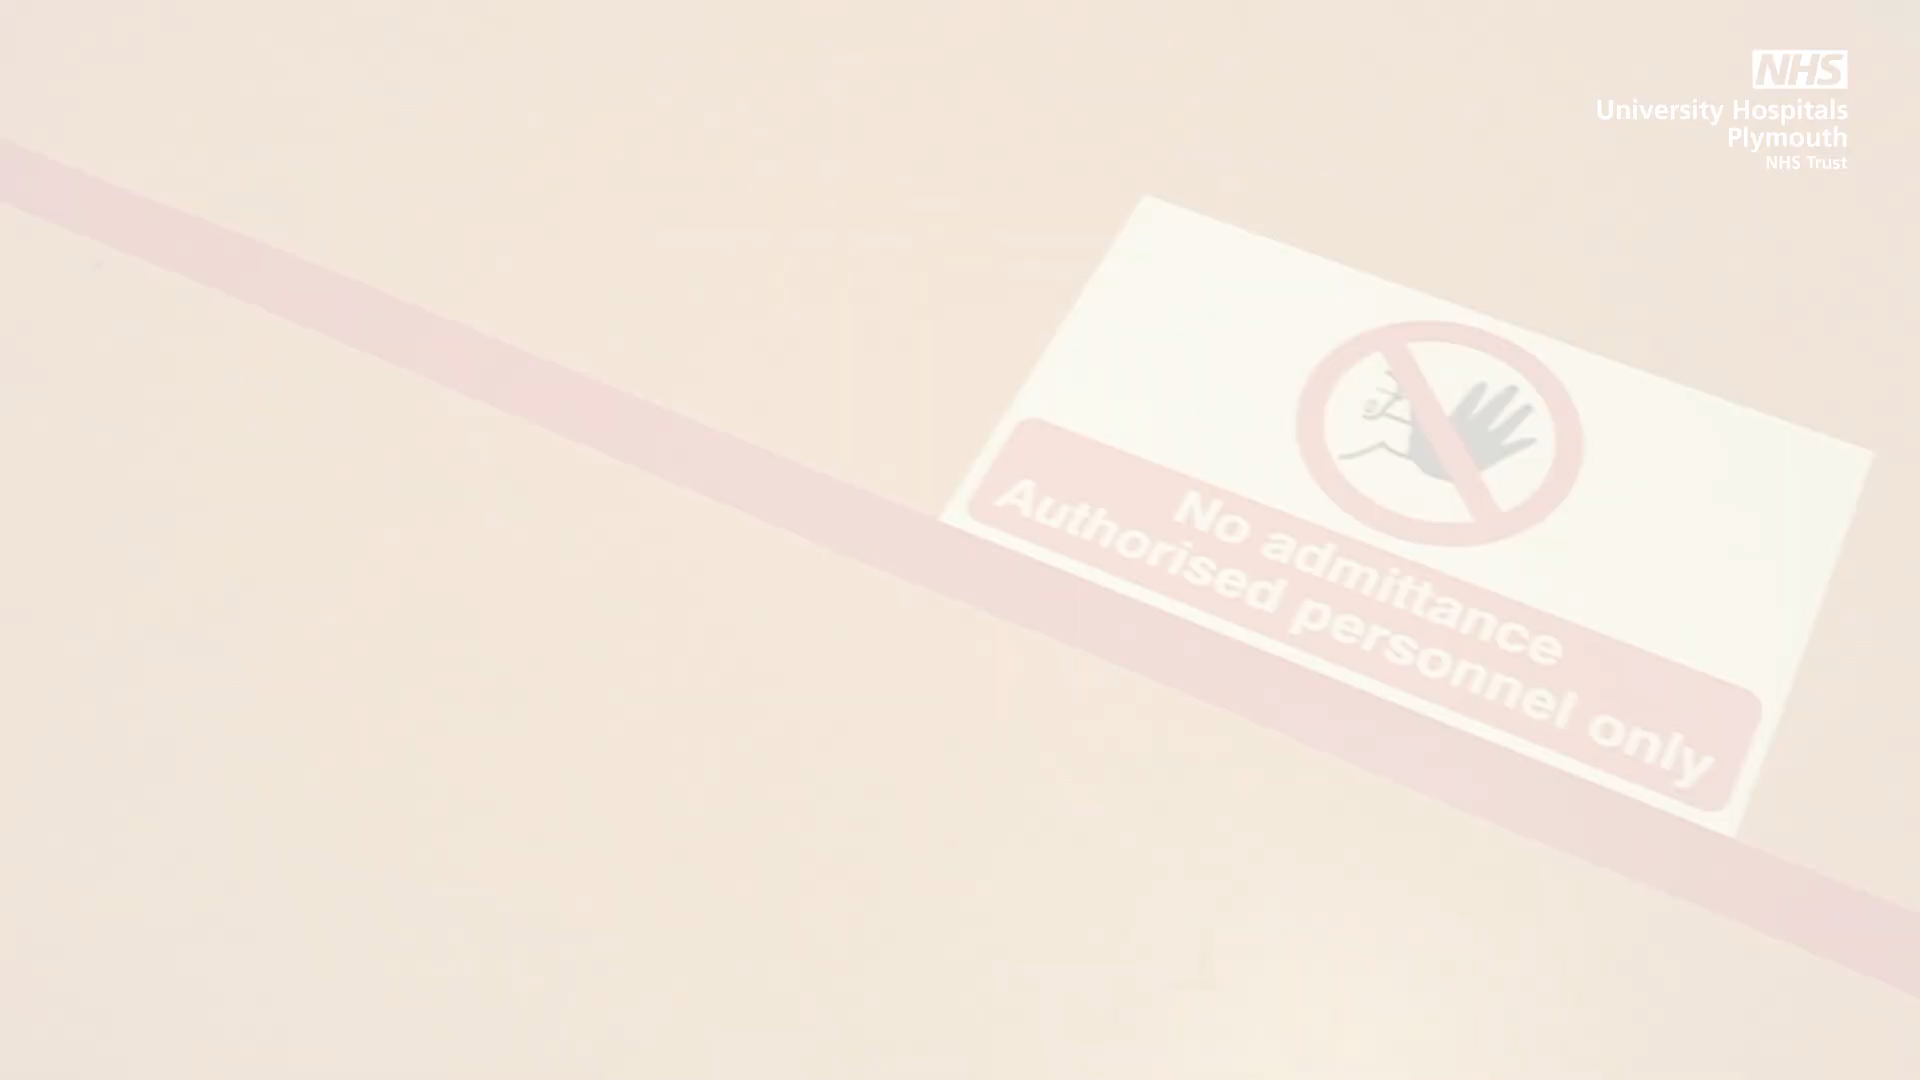 NHS
University Hospitals
Plymouth
NHS Trust
No admittance
Authorised personnel only